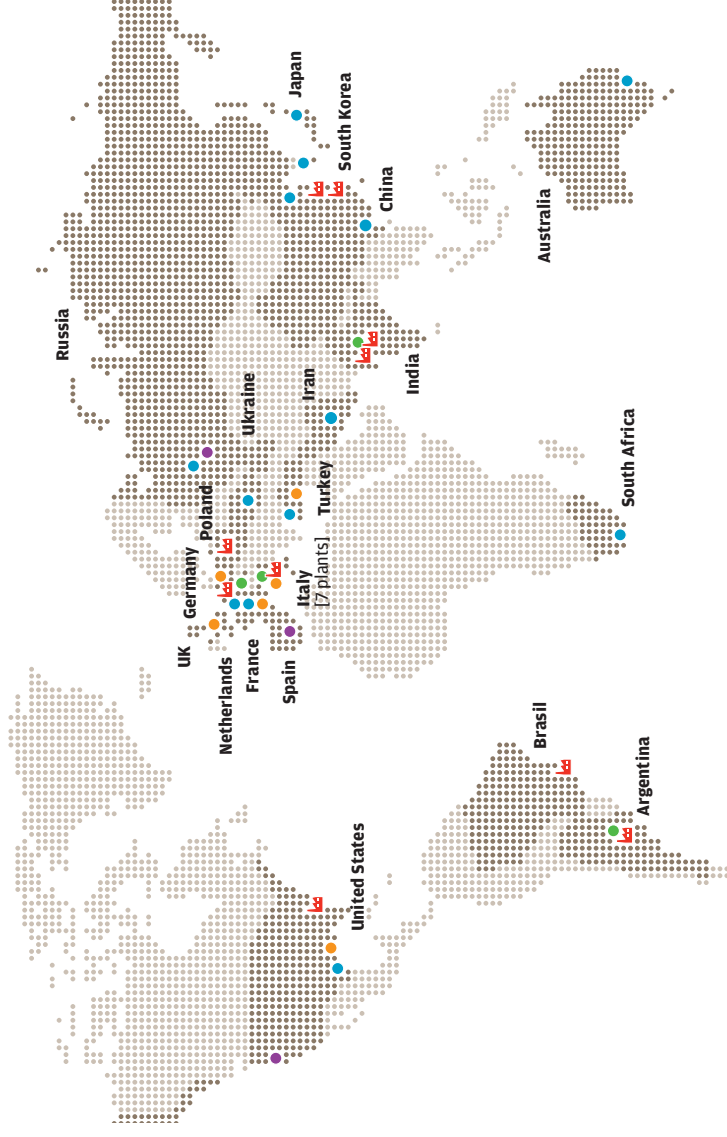 Japan
South Korea
China
Australia
Russia
Ukraine
Iran
India
Poland
Turkey
South Africa
Germany
Italy
[7 plants]
UK
Netherlands
France
Spain
Brasil
Argentina
United States